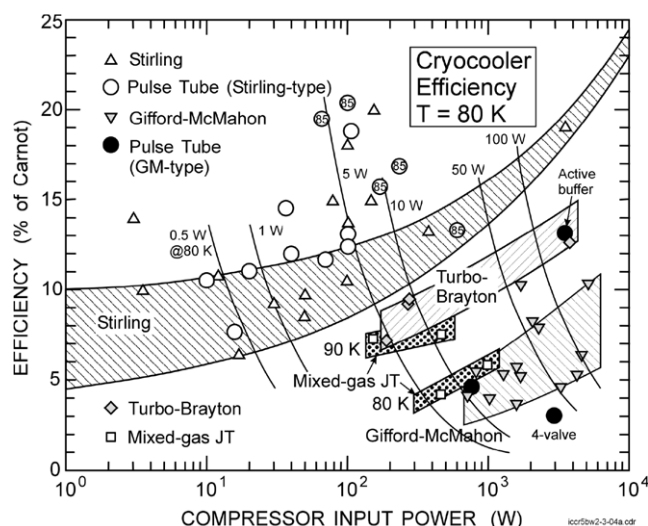 EFFICIENCY (% of Carnot)
25
20
15
10
5
0
△ Stirling
○ Pulse Tube (Stirling-type)
▽ Gifford-McMahon
● Pulse Tube
(GM-type)
Cryocooler
Efficiency
T = 80 K
85
85
85
85
85
0.5 W
@80 K
1 W
5 W
10 W
50 W
100 W
Active
buffer
Stirling
Turbo-
Brayton
90 K
Mixed-gas JT
80 K
Gifford-McMahon
4-valve
◇ Turbo-Brayton
□ Mixed-gas JT
10⁰
10¹
10²
10³
10⁴
COMPRESSOR INPUT POWER (W)
iccr5bw2-3-04a.cdr